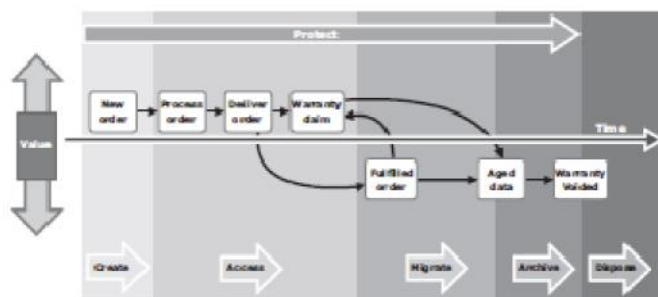 Protect
New
order
Process
order
Deliver
order
Warranty
claim
Time
Value
Fulfilled
order
Aged
data
Warranty
Voided
Create
Access
Migrate
Archive
Dispose